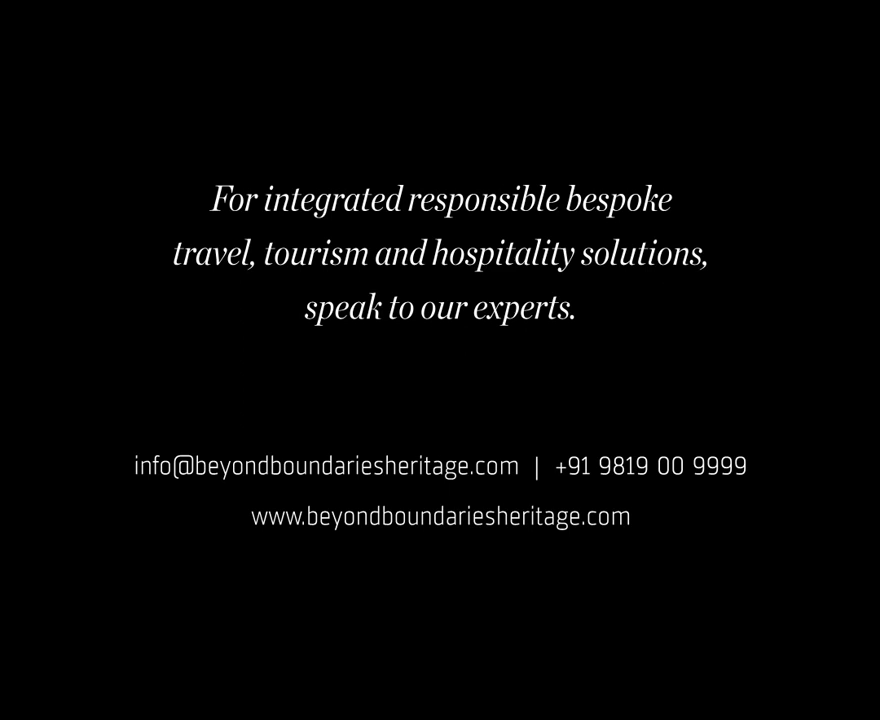 For integrated responsible bespoke
travel, tourism and hospitality solutions,
speak to our experts.
info@beyondboundariesheritage.com | +91 9819 00 9999
www.beyondboundariesheritage.com